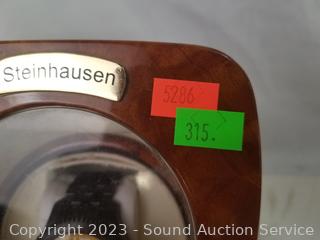 Steinhausen
5286
315.
Copyright 2023 - Sound Auction Service